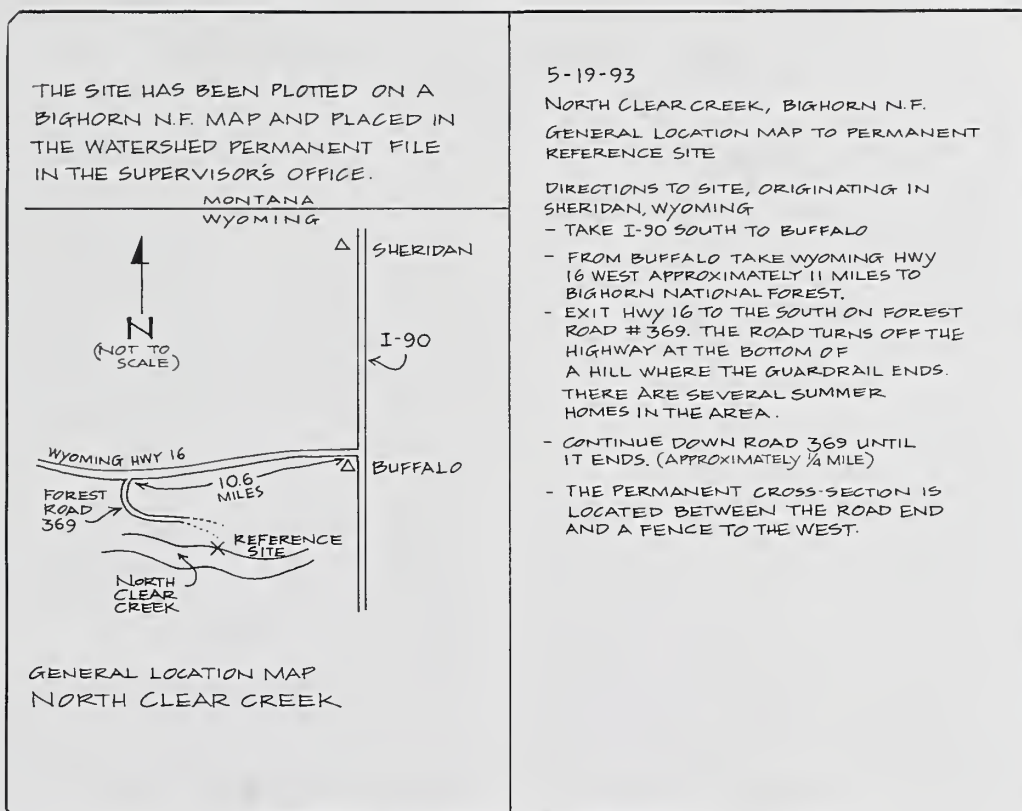 THE SITE HAS BEEN PLOTTED ON A
BIGHORN N.F. MAP AND PLACED IN
THE WATERSHED PERMANENT FILE
IN THE SUPERVISOR'S OFFICE.
MONTANA
WYOMING
SHERIDAN
N
(NOT TO
SCALE)
I-90
WYOMING HWY 16
BUFFALO
10.6
MILES
FOREST
ROAD
369
REFERENCE
SITE
NORTH
CLEAR
CREEK
GENERAL LOCATION MAP
NORTH CLEAR CREEK
5-19-93
NORTH CLEAR CREEK, BIGHORN N.F.
GENERAL LOCATION MAP TO PERMANENT
REFERENCE SITE
DIRECTIONS TO SITE, ORIGINATING IN
SHERIDAN, WYOMING
- TAKE I-90 SOUTH TO BUFFALO
- FROM BUFFALO TAKE WYOMING HWY
16 WEST APPROXIMATELY 11 MILES TO
BIGHORN NATIONAL FOREST.
- EXIT HWY 16 TO THE SOUTH ON FOREST
ROAD # 369. THE ROAD TURNS OFF THE
HIGHWAY AT THE BOTTOM OF
A HILL WHERE THE GUARDRAIL ENDS.
THERE ARE SEVERAL SUMMER
HOMES IN THE AREA.
- CONTINUE DOWN ROAD 369 UNTIL
IT ENDS. (APPROXIMATELY ¼ MILE)
- THE PERMANENT CROSS-SECTION IS
LOCATED BETWEEN THE ROAD END
AND A FENCE TO THE WEST.